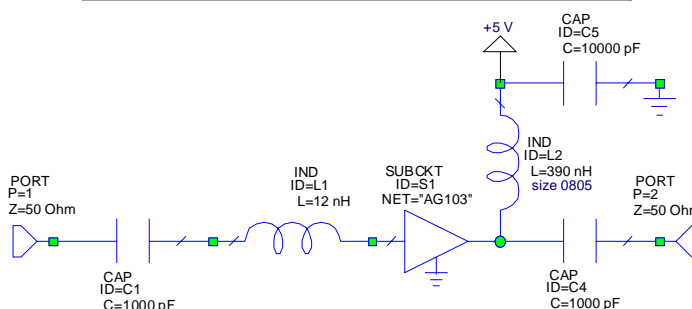 +5 V
CAP
ID=C5
C=10000 pF
IND
ID=L2
L=390 nH
size 0805
IND
ID=L1
L=12 nH
SUBCKT
ID=S1
NET="AG103"
PORT
P=1
Z=50 Ohm
PORT
P=2
Z=50 Ohm
CAP
ID=C1
C=1000 pF
CAP
ID=C4
C=1000 pF